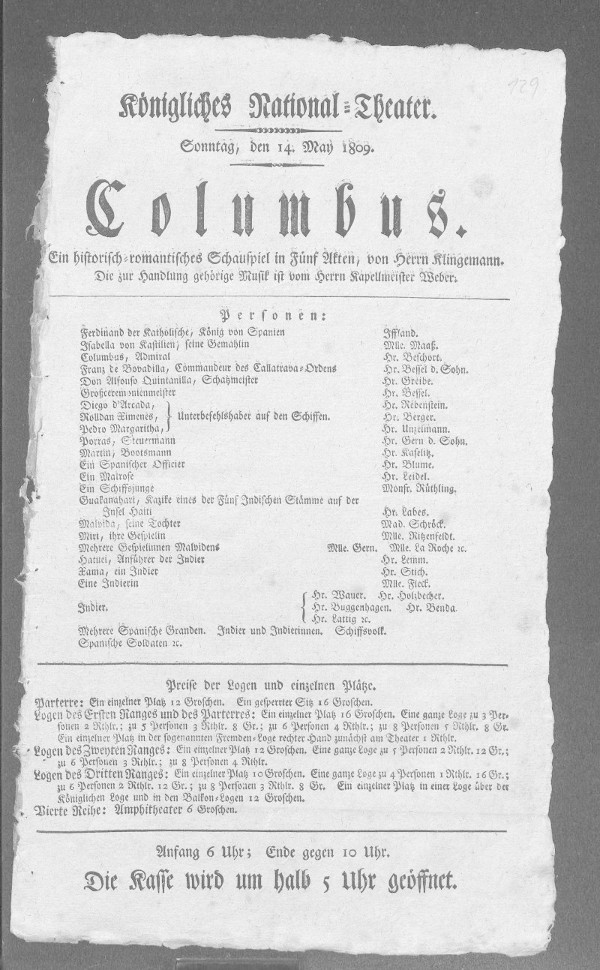 129
Königliches National-Theater.
Sonntag, den 14. May 1809.
Columbus.
Ein historisch-romantisches Schauspiel in Fünf Akten, von Herrn Klingemann.
Die zur Handlung gehörige Musik ist vom Herrn Kapellmeister Weber.
Personen:
Ferdinand der Katholische, König von Spanien Iffland.
Isabella von Kastilien, seine Gemahlin Mlle. Maaß.
Columbus, Admiral Hr. Beschort.
Franz de Bovadilla, Commandeur des Callatrava-Ordens Hr. Bessel d. Sohn.
Don Alfonso Quintanilla, Schatzmeister Hr. Greibe.
Großceremonienmeister Hr. Bessel.
Diego d'Arcada, Hr. Rebenstein.
Rolldan Ximenes, Unterbefehlshaber auf den Schiffen. Hr. Berger.
Pedro Margaritha, Hr. Unzelmann.
Porras, Steuermann Hr. Gern d. Sohn.
Martin, Bootsmann Hr. Kaselitz.
Ein Spanischer Officier Hr. Blume.
Ein Matrose Hr. Leidel.
Ein Schiffsjunge Monsr. Rüthling.
Guakanahari, Kazike eines der Fünf Indischen Stämme auf der
Insel Haiti Hr. Labes.
Malvida, seine Tochter Mad. Schröck.
Miri, ihre Gespielin Mlle. Ritzenfeldt.
Mehrere Gespielinnen Malvidens Mlle. Gern. Mlle. La Roche ꝛc.
Hatuei, Anführer der Indier Hr. Lemm.
Xama, ein Indier Hr. Stich.
Eine Indierin Mlle. Fleck.
Hr. Wauer. Hr. Holzbecher.
Indier. Hr. Buggenhagen. Hr. Benda.
Hr. Lattig ꝛc.
Mehrere Spanische Granden. Indier und Indierinnen. Schiffsvolk.
Spanische Soldaten ꝛc.
Preise der Logen und einzelnen Plätze.
Parterre: Ein einzelner Platz 12 Groschen. Ein gesperrter Sitz 16 Groschen.
Logen des Ersten Ranges und des Parterres: Ein einzelner Platz 16 Groschen. Eine ganze Loge zu 3 Per-
sonen 2 Rthlr.; zu 5 Personen 3 Rthlr. 8 Gr.; zu 6 Personen 4 Rthlr.; zu 8 Personen 5 Rthlr. 8 Gr.
Ein einzelner Platz in der sogenannten Fremden-Loge rechter Hand zunächst am Theater 1 Rthlr.
Logen des Zweyten Ranges: Ein einzelner Platz 12 Groschen. Eine ganze Loge zu 5 Personen 2 Rthlr. 12 Gr.;
zu 6 Personen 3 Rthlr.; zu 8 Personen 4 Rthlr.
Logen des Dritten Ranges: Ein einzelner Platz 10 Groschen. Eine ganze Loge zu 4 Personen 1 Rthlr. 16 Gr.;
zu 6 Personen 2 Rthlr. 12 Gr.; zu 8 Personen 3 Rthlr. 8 Gr. Ein einzelner Platz in einer Loge über der
Königlichen Loge und in den Balkon-Logen 12 Groschen.
Vierte Reihe: Amphitheater 6 Groschen.
Anfang 6 Uhr; Ende gegen 10 Uhr.
Die Kasse wird um halb 5 Uhr geöffnet.